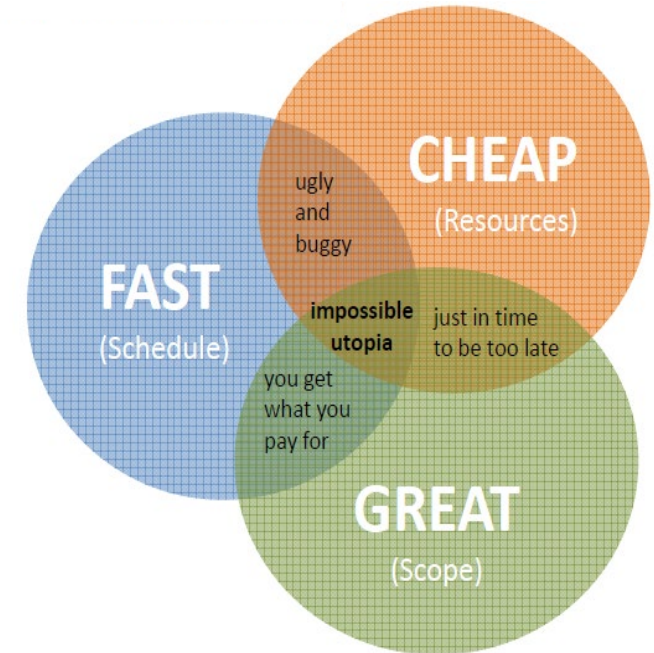 CHEAP
(Resources)
ugly
and
buggy
FAST
(Schedule)
impossible
utopia
just in time
to be too late
you get
what you
pay for
GREAT
(Scope)